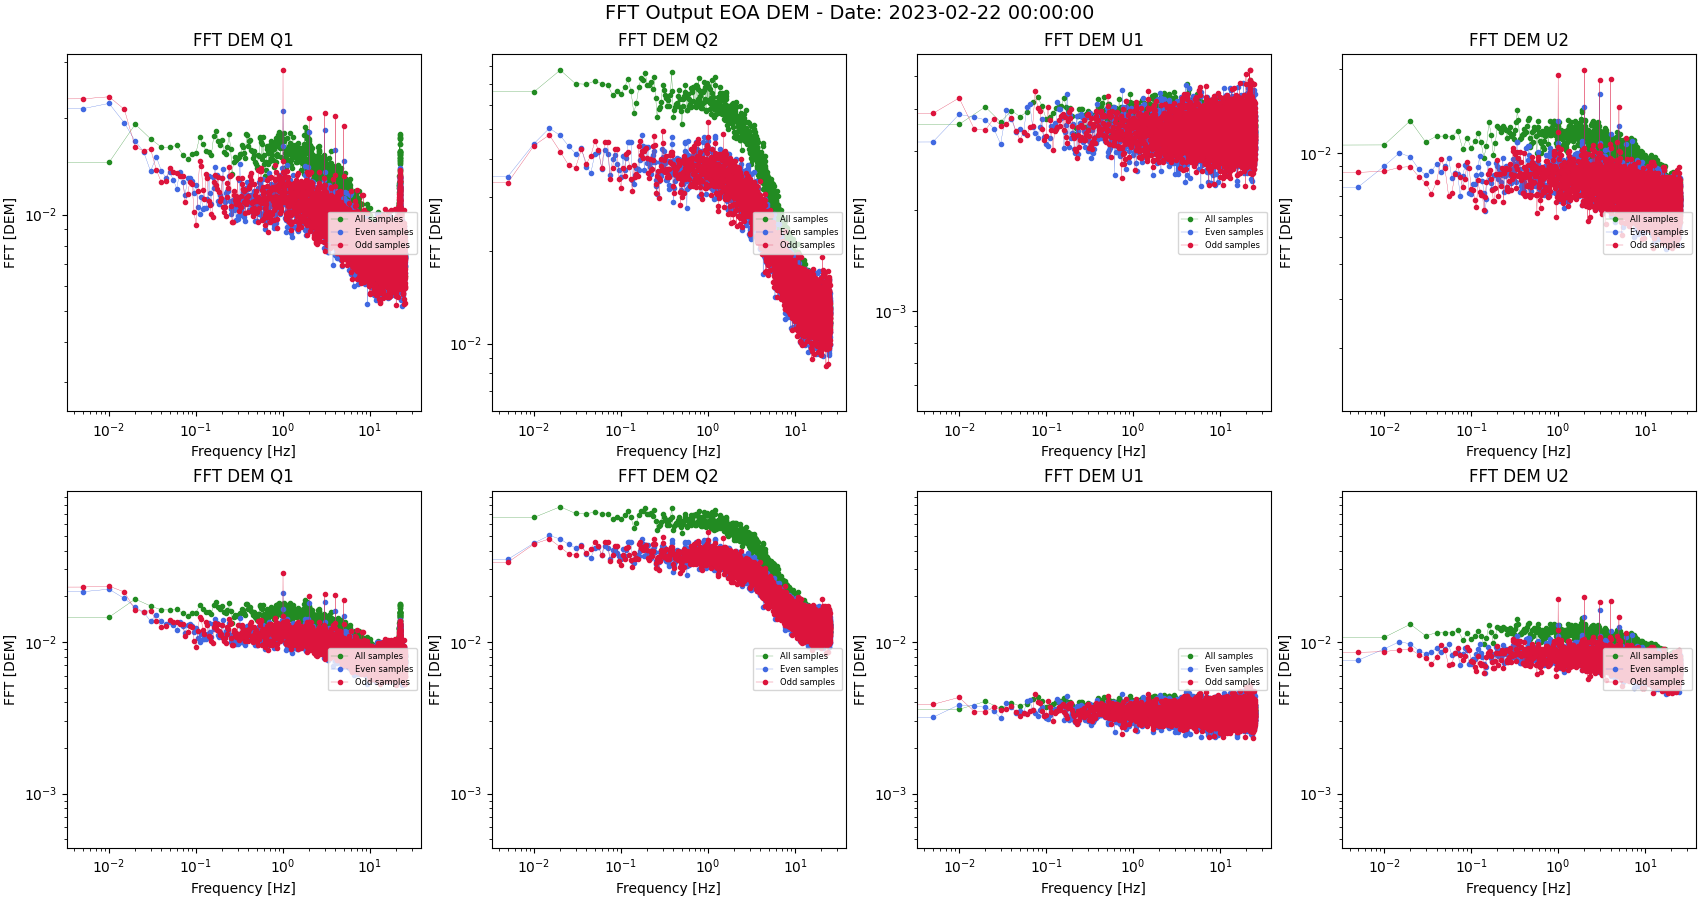 FFT Output EOA DEM - Date: 2023-02-22 00:00:00
FFT DEM Q1
FFT [DEM]
10⁻²
10⁻² 10⁻¹ 10⁰ 10¹
Frequency [Hz]
All samples
Even samples
Odd samples
FFT DEM Q2
FFT [DEM]
10⁻²
10⁻² 10⁻¹ 10⁰ 10¹
Frequency [Hz]
All samples
Even samples
Odd samples
FFT DEM U1
FFT [DEM]
10⁻³
10⁻² 10⁻¹ 10⁰ 10¹
Frequency [Hz]
All samples
Even samples
Odd samples
FFT DEM U2
FFT [DEM]
10⁻²
10⁻² 10⁻¹ 10⁰ 10¹
Frequency [Hz]
All samples
Even samples
Odd samples
FFT DEM Q1
FFT [DEM]
10⁻²
10⁻³
10⁻² 10⁻¹ 10⁰ 10¹
Frequency [Hz]
All samples
Even samples
Odd samples
FFT DEM Q2
FFT [DEM]
10⁻²
10⁻³
10⁻² 10⁻¹ 10⁰ 10¹
Frequency [Hz]
All samples
Even samples
Odd samples
FFT DEM U1
FFT [DEM]
10⁻²
10⁻³
10⁻² 10⁻¹ 10⁰ 10¹
Frequency [Hz]
All samples
Even samples
Odd samples
FFT DEM U2
FFT [DEM]
10⁻²
10⁻³
10⁻² 10⁻¹ 10⁰ 10¹
Frequency [Hz]
All samples
Even samples
Odd samples